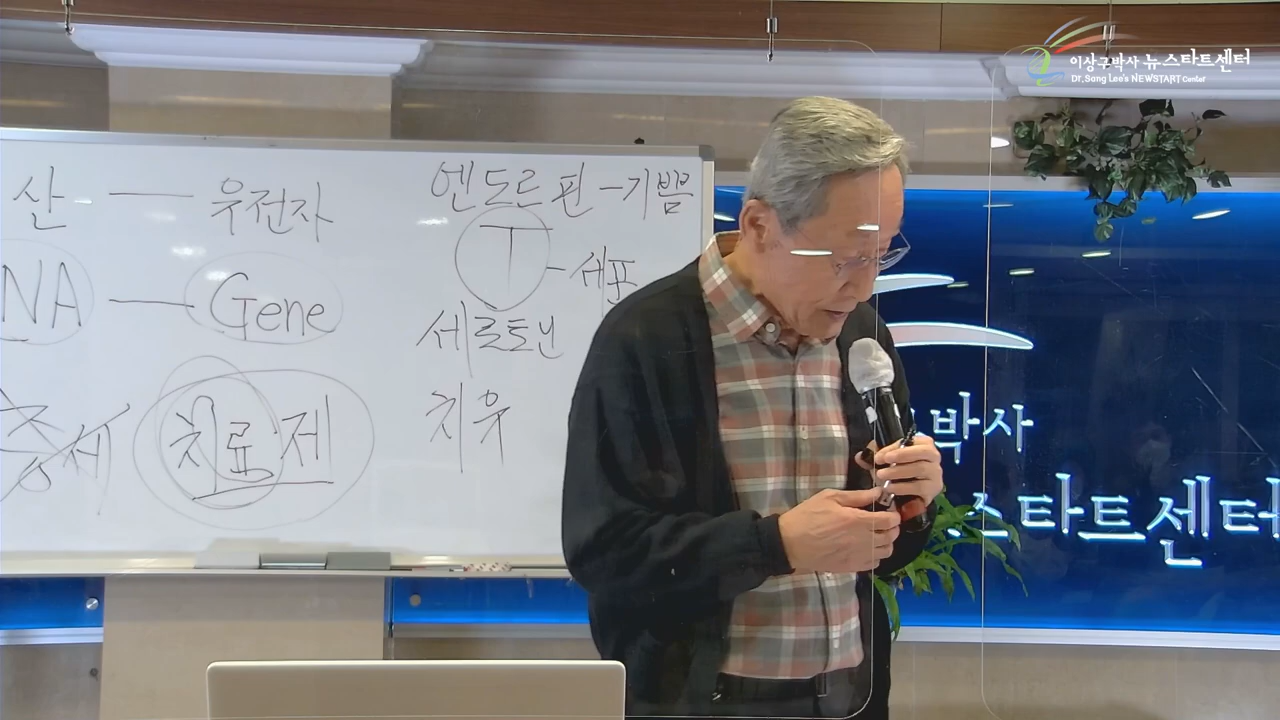 이상구박사 뉴스타트센터
Dr. Sang Lee's NEWSTART Center
산 — 유전자
NA — Gene
치료제
엔도르핀 - 기쁨
T - 세포
세로토닌
치유
박사
스타트센터